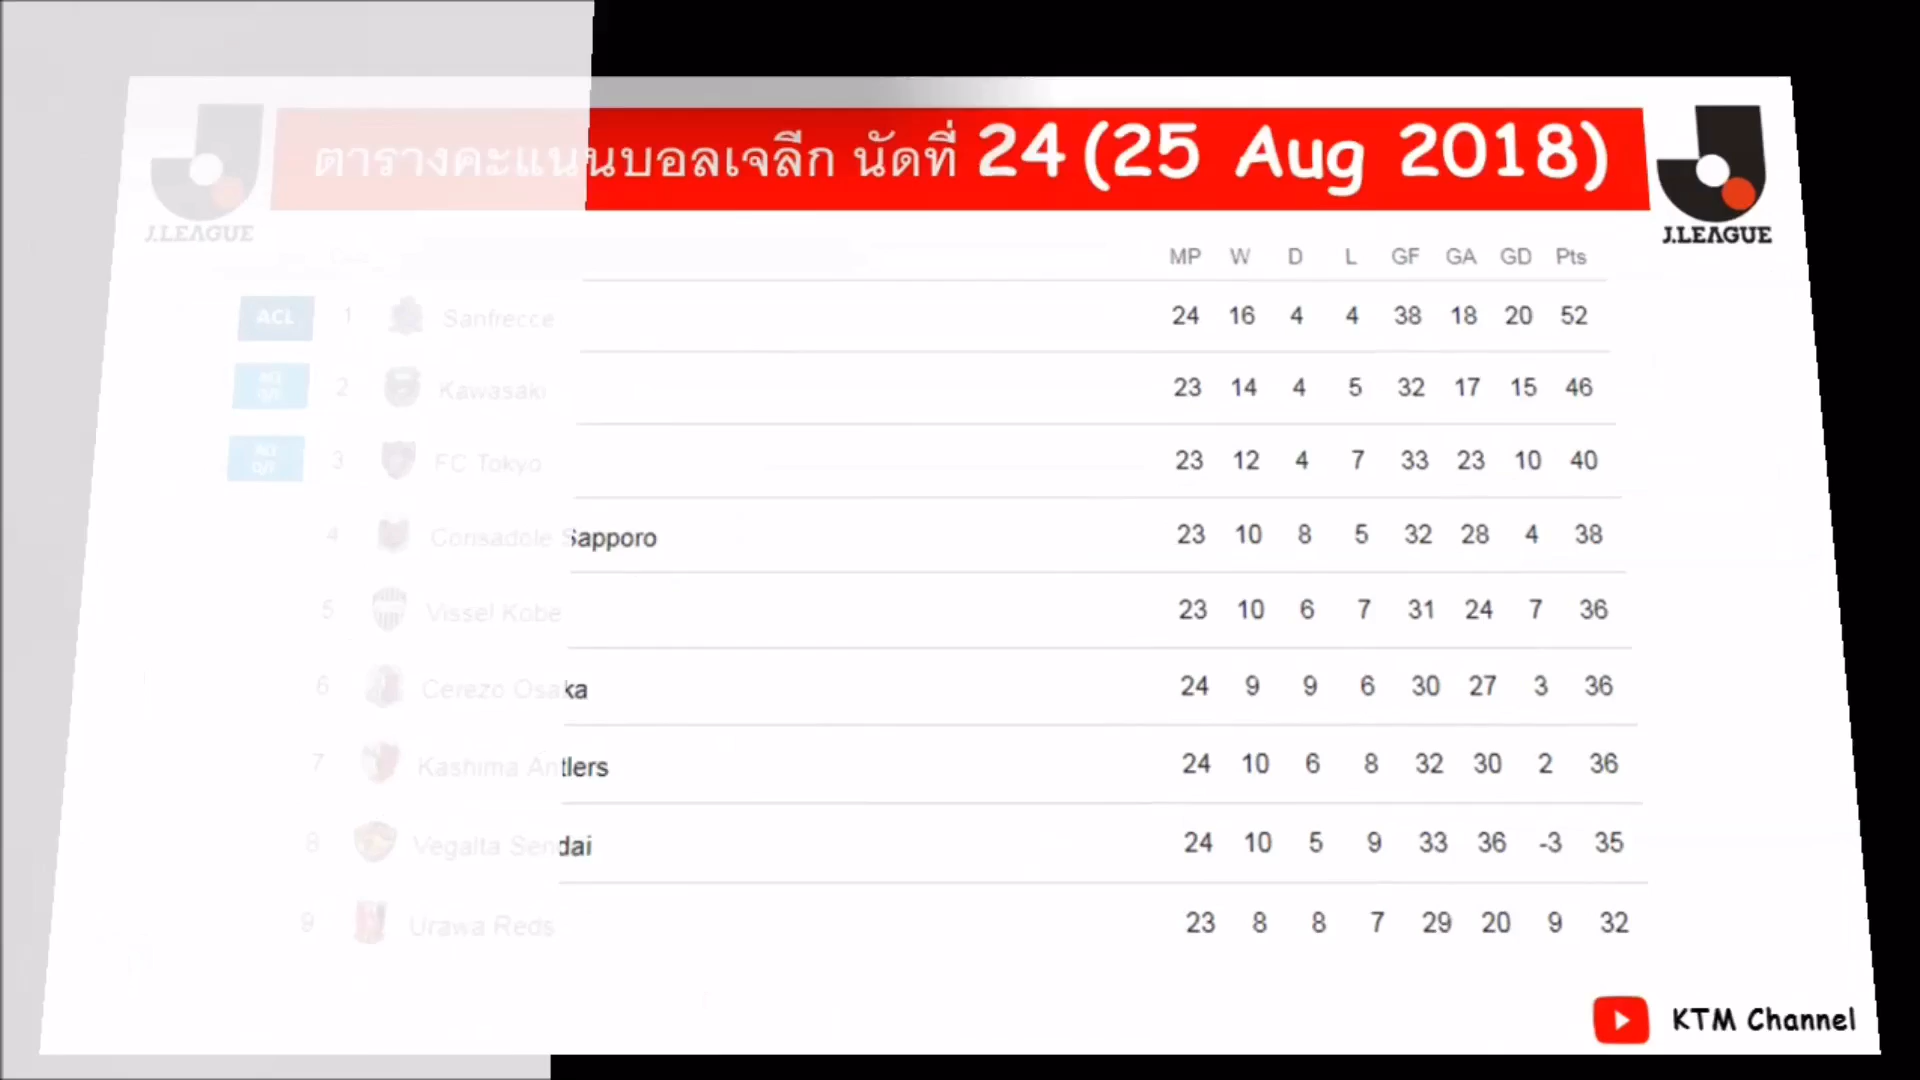 ตารางคะแนนบอลเจลีก นัดที่ 24 (25 Aug 2018)
J.LEAGUE
J.LEAGUE
MP W D L GF GA GD Pts
ACL 1 Sanfrecce 24 16 4 4 38 18 20 52
2 Kawasaki 23 14 4 5 32 17 15 46
3 FC Tokyo 23 12 4 7 33 23 10 40
4 Consadole Sapporo 23 10 8 5 32 28 4 38
5 Vissel Kobe 23 10 6 7 31 24 7 36
6 Cerezo Osaka 24 9 9 6 30 27 3 36
7 Kashima Antlers 24 10 6 8 32 30 2 36
8 Vegalta Sendai 24 10 5 9 33 36 -3 35
9 Urawa Reds 23 8 8 7 29 20 9 32
KTM Channel